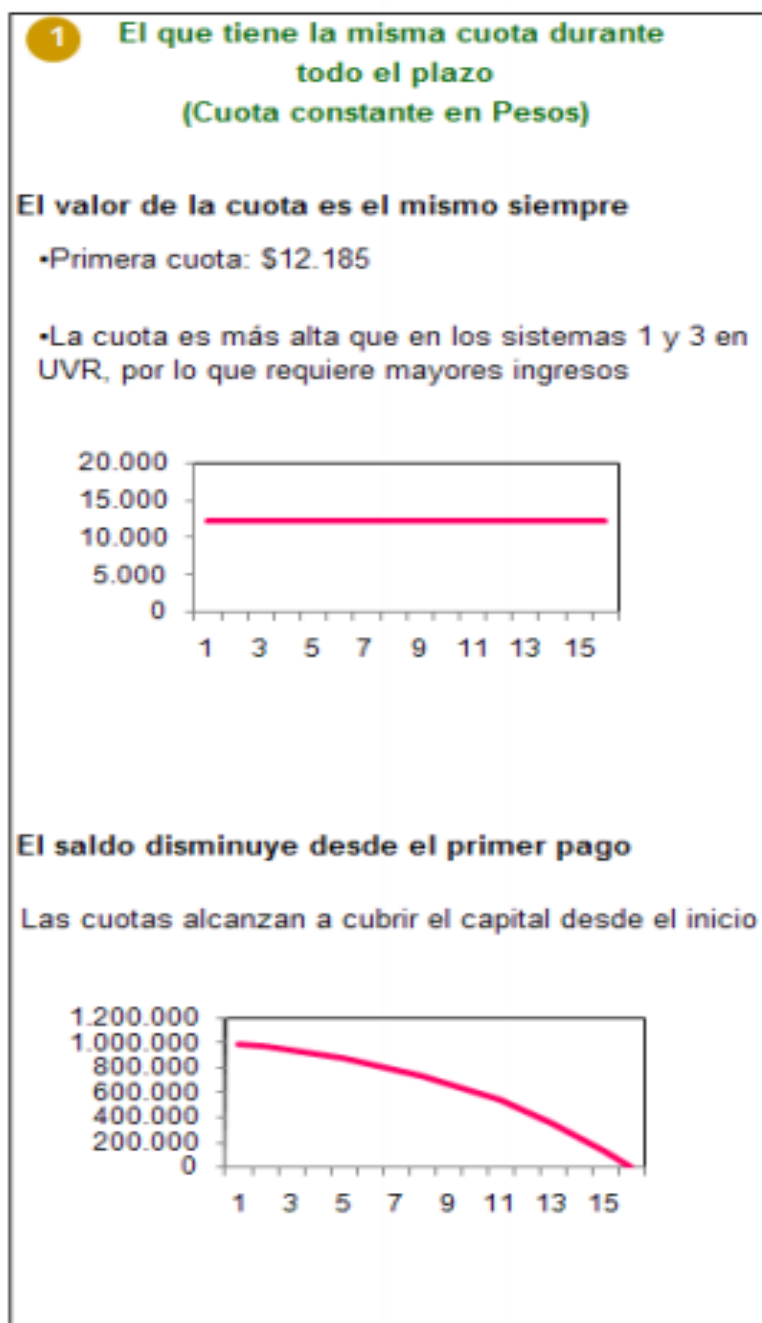 1 El que tiene la misma cuota durante
todo el plazo
(Cuota constante en Pesos)
El valor de la cuota es el mismo siempre
•Primera cuota: $12.185
•La cuota es más alta que en los sistemas 1 y 3 en
UVR, por lo que requiere mayores ingresos
20.000
15.000
10.000
5.000
0
1 3 5 7 9 11 13 15
El saldo disminuye desde el primer pago
Las cuotas alcanzan a cubrir el capital desde el inicio
1.200.000
1.000.000
800.000
600.000
400.000
200.000
0
1 3 5 7 9 11 13 15